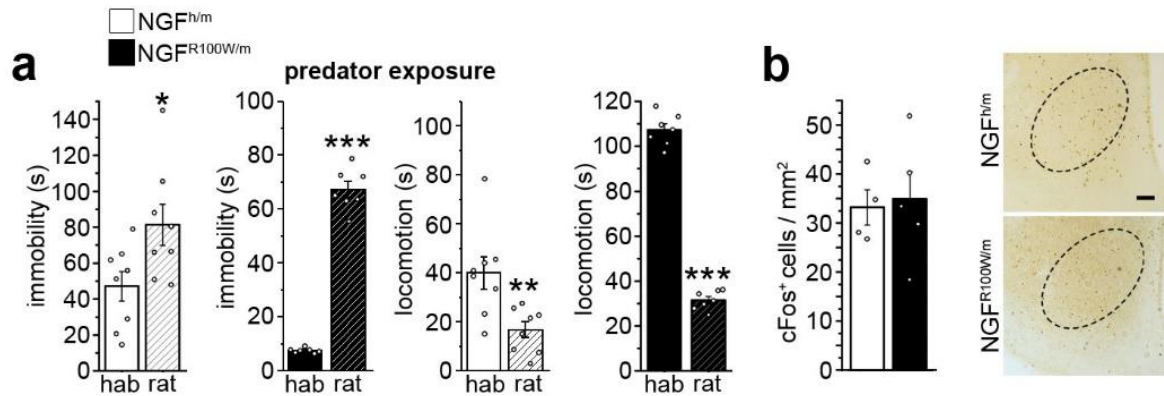 NGFh/m
NGFR100W/m
a
predator exposure
immobility (s)
140
120
100
80
60
40
20
0
*
hab rat
immobility (s)
100
80
60
40
20
0
***
hab rat
locomotion (s)
100
80
60
40
20
0
**
hab rat
locomotion (s)
120
100
80
60
40
20
0
***
hab rat
b
cFos+ cells / mm2
50
40
30
20
10
0
NGFh/m
NGFR100W/m